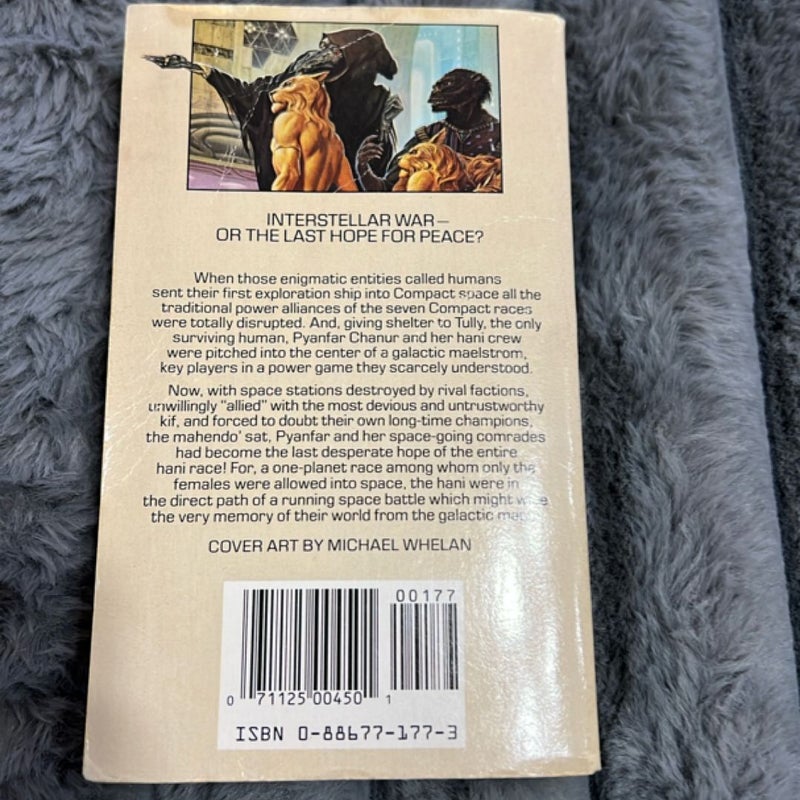 INTERSTELLAR WAR—
OR THE LAST HOPE FOR PEACE?
When those enigmatic entities called humans
sent their first exploration ship into Compact space all the
traditional power alliances of the seven Compact races
were totally disrupted. And, giving shelter to Tully, the only
surviving human, Pyanfar Chanur and her hani crew
were pitched into the center of a galactic maelstrom,
key players in a power game they scarcely understood.
Now, with space stations destroyed by rival factions,
unwillingly "allied" with the most devious and untrustworthy
kif, and forced to doubt their own long-time champions,
the mahendo' sat, Pyanfar and her space-going comrades
had become the last desperate hope of the entire
hani race! For, a one-planet race among whom only the
females were allowed into space, the hani were in
the direct path of a running space battle which might
the very memory of their world from the galactic
COVER ART BY MICHAEL WHELAN
00177
0 71125 00450 1
ISBN 0-88677-177-3